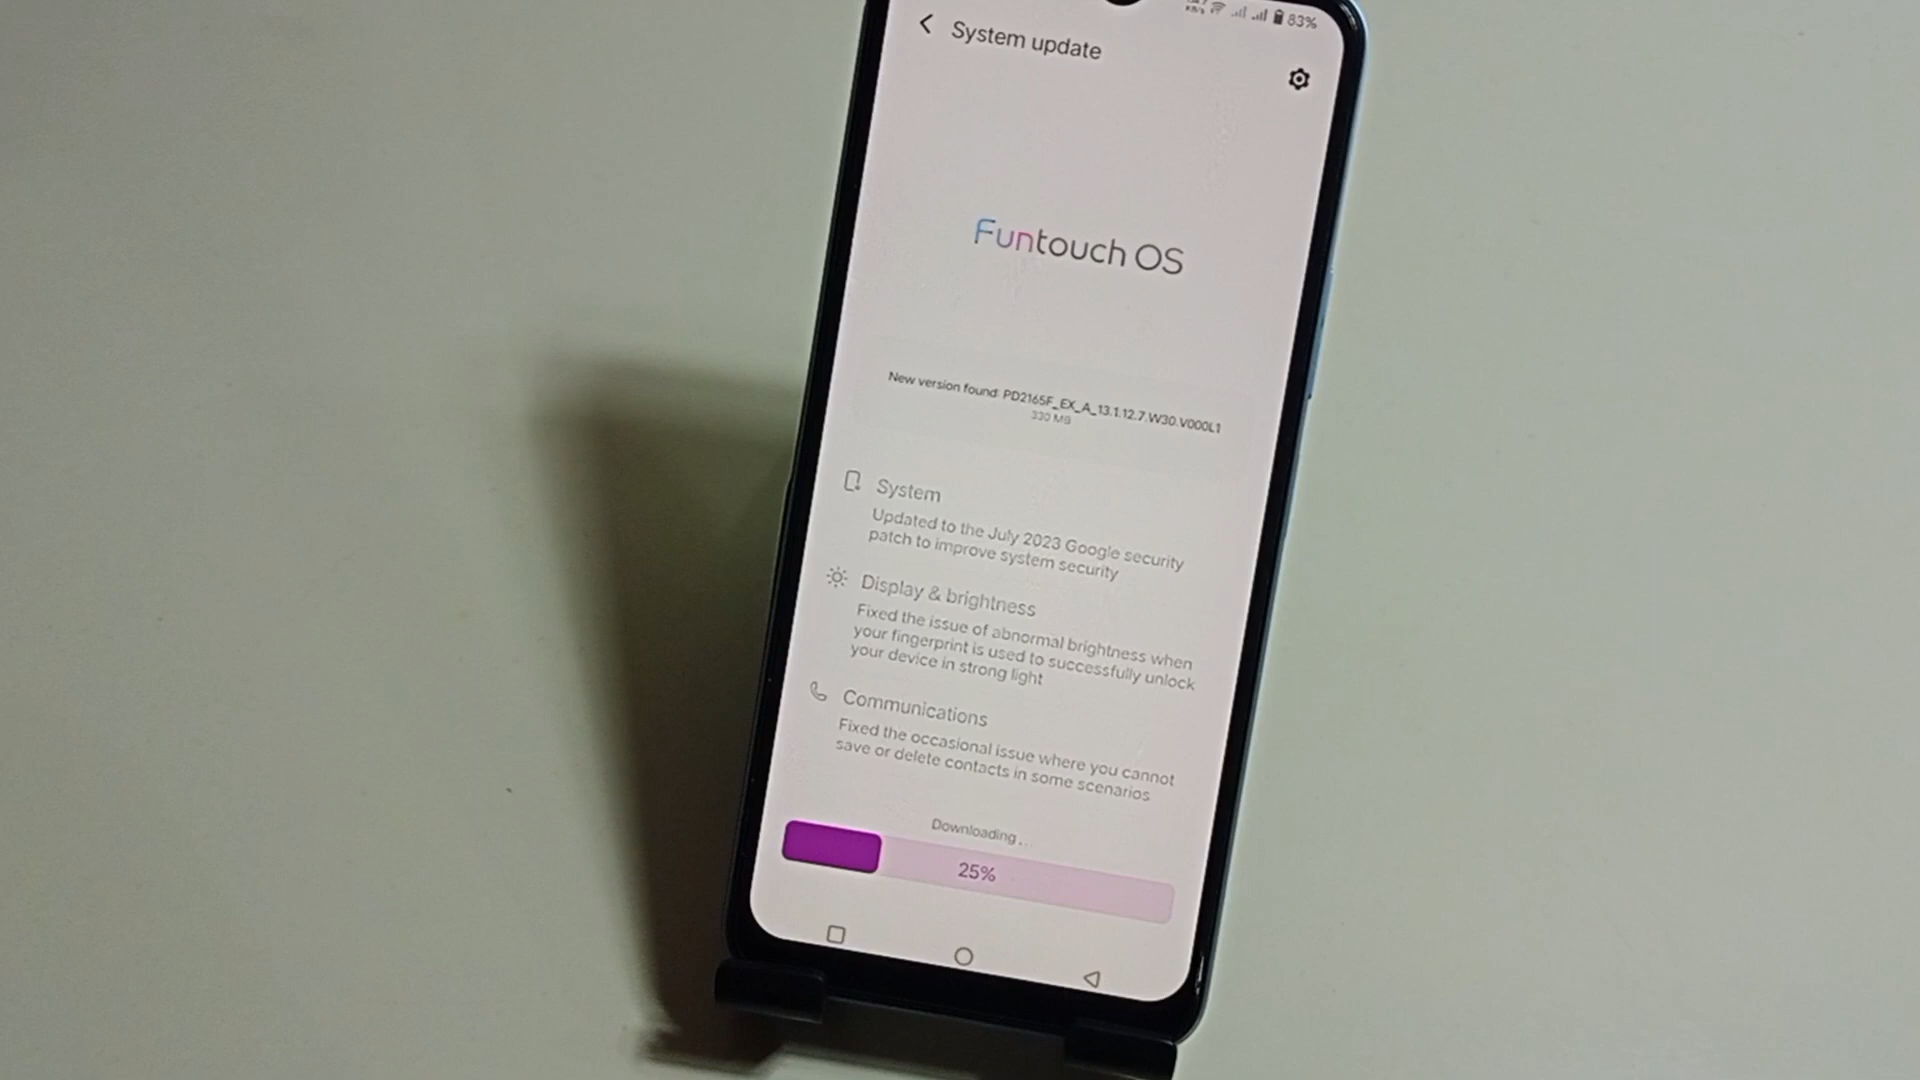 83%
System update
Funtouch OS
New version found: PD2165F_EX_A_13.1.12.7.W30.V000L1
330 MB
System
Updated to the July 2023 Google security
patch to improve system security
Display & brightness
Fixed the issue of abnormal brightness when
your fingerprint is used to successfully unlock
your device in strong light
Communications
Fixed the occasional issue where you cannot
save or delete contacts in some scenarios
Downloading...
25%